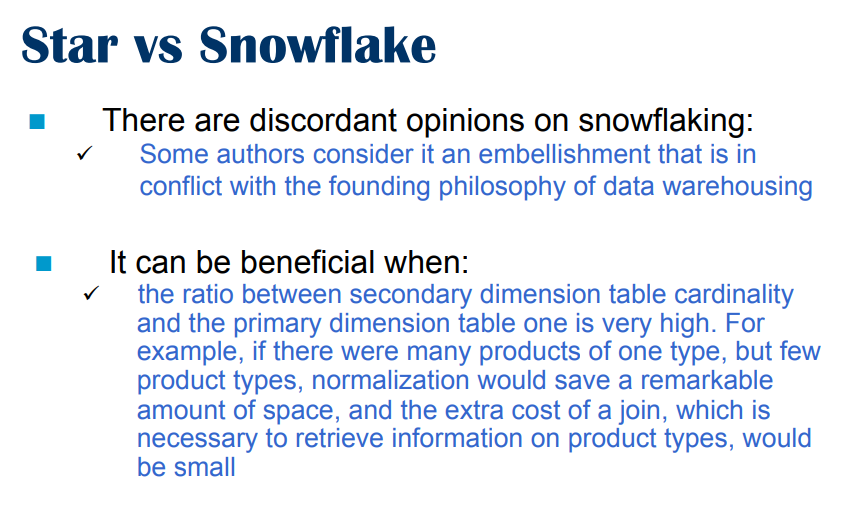 Star vs Snowflake
There are discordant opinions on snowflaking:
Some authors consider it an embellishment that is in
conflict with the founding philosophy of data warehousing
It can be beneficial when:
the ratio between secondary dimension table cardinality
and the primary dimension table one is very high. For
example, if there were many products of one type, but few
product types, normalization would save a remarkable
amount of space, and the extra cost of a join, which is
necessary to retrieve information on product types, would
be small